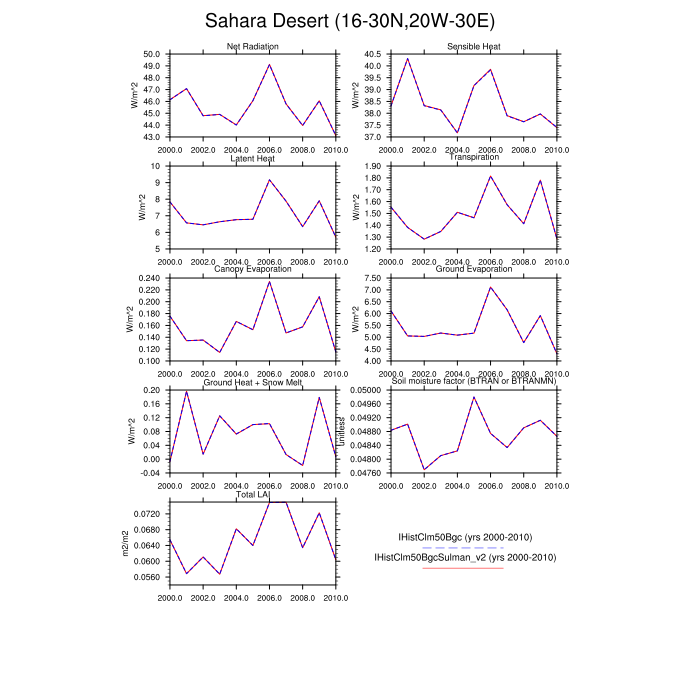 Sahara Desert (16-30N,20W-30E)
Net Radiation
W/m^2
50.0
49.0
48.0
47.0
46.0
45.0
44.0
43.0
2000.0 2002.0 2004.0 2006.0 2008.0 2010.0
Sensible Heat
W/m^2
40.5
40.0
39.5
39.0
38.5
38.0
37.5
37.0
2000.0 2002.0 2004.0 2006.0 2008.0 2010.0
Latent Heat
W/m^2
10
9
8
7
6
5
2000.0 2002.0 2004.0 2006.0 2008.0 2010.0
Transpiration
W/m^2
1.90
1.80
1.70
1.60
1.50
1.40
1.30
1.20
2000.0 2002.0 2004.0 2006.0 2008.0 2010.0
Canopy Evaporation
W/m^2
0.240
0.220
0.200
0.180
0.160
0.140
0.120
0.100
2000.0 2002.0 2004.0 2006.0 2008.0 2010.0
Ground Evaporation
W/m^2
7.50
7.00
6.50
6.00
5.50
5.00
4.50
4.00
2000.0 2002.0 2004.0 2006.0 2008.0 2010.0
Ground Heat + Snow Melt
W/m^2
0.20
0.16
0.12
0.08
0.04
0.00
-0.04
2000.0 2002.0 2004.0 2006.0 2008.0 2010.0
Soil moisture factor (BTRAN or BTRANMN)
unitless
0.05000
0.04920
0.04880
0.04840
0.04800
0.04760
2000.0 2002.0 2004.0 2006.0 2008.0 2010.0
Total LAI
m2/m2
0.0720
0.0640
0.0600
0.0560
2000.0 2002.0 2004.0 2006.0 2008.0 2010.0
IHistClm50Bgc (yrs 2000-2010)
IHistClm50BgcSulman_v2 (yrs 2000-2010)